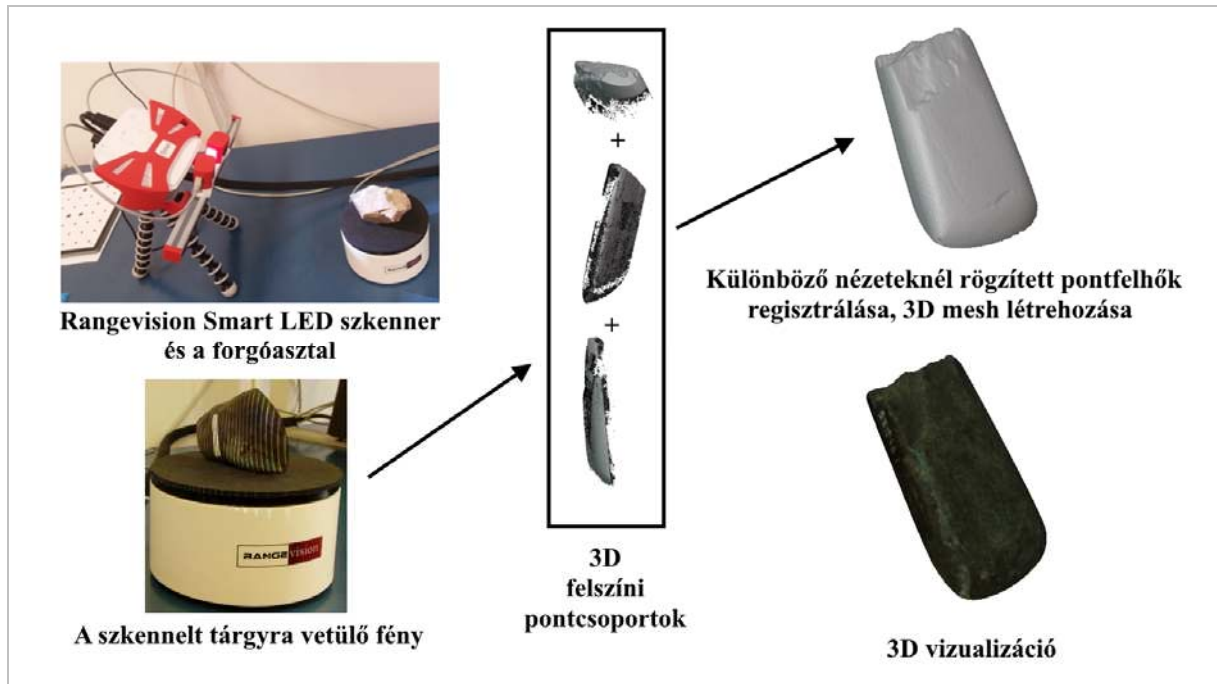 Rangevision Smart LED szkenner
és a forgóasztal
RANGEvision
A szkennelt tárgyra vetülő fény
+
+
3D
felszíni
pontcsoportok
Különböző nézeteknél rögzített pontfelhők
regisztrálása, 3D mesh létrehozása
3D vizualizáció